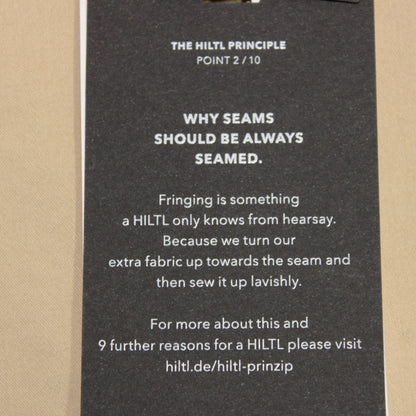 THE HILTL PRINCIPLE
POINT 2 / 10
WHY SEAMS
SHOULD BE ALWAYS
SEAMED.
Fringing is something
a HILTL only knows from hearsay.
Because we turn our
extra fabric up towards the seam and
then sew it up lavishly.
For more about this and
9 further reasons for a HILTL please visit
hiltl.de/hiltl-prinzip